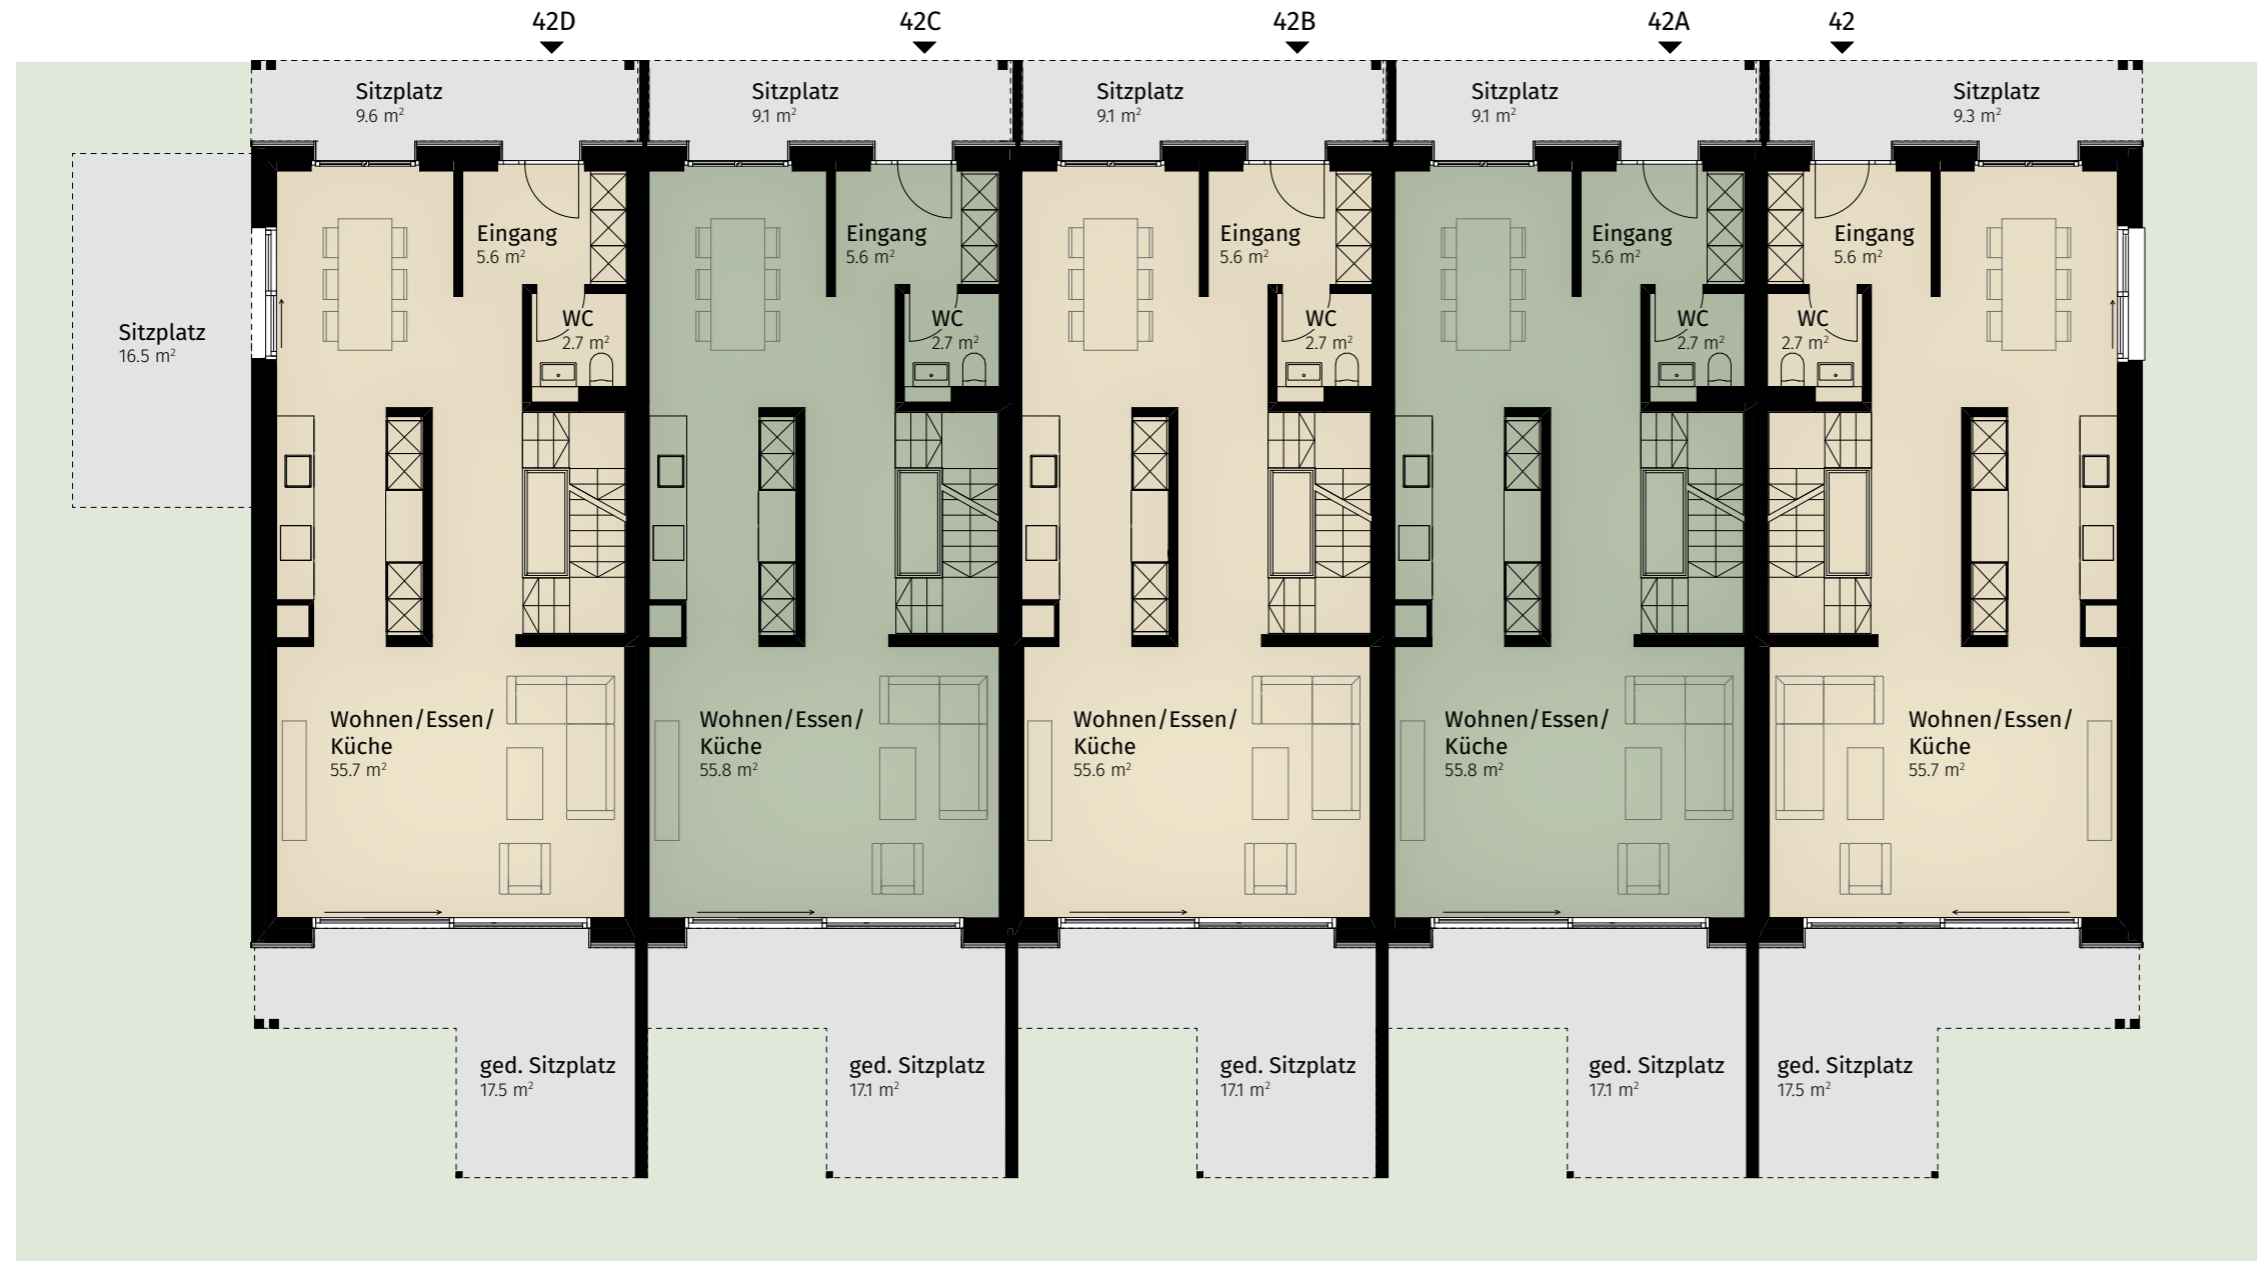 42D
42C
42B
42A
42
Sitzplatz
9.6 m²
Sitzplatz
9.1 m²
Sitzplatz
9.1 m²
Sitzplatz
9.1 m²
Sitzplatz
9.3 m²
Eingang
5.6 m²
Eingang
5.6 m²
Eingang
5.6 m²
Eingang
5.6 m²
Eingang
5.6 m²
Sitzplatz
16.5 m²
WC
2.7 m²
WC
2.7 m²
WC
2.7 m²
WC
2.7 m²
WC
2.7 m²
Wohnen/Essen/
Küche
55.7 m²
Wohnen/Essen/
Küche
55.8 m²
Wohnen/Essen/
Küche
55.6 m²
Wohnen/Essen/
Küche
55.8 m²
Wohnen/Essen/
Küche
55.7 m²
ged. Sitzplatz
17.5 m²
ged. Sitzplatz
17.1 m²
ged. Sitzplatz
17.1 m²
ged. Sitzplatz
17.1 m²
ged. Sitzplatz
17.5 m²